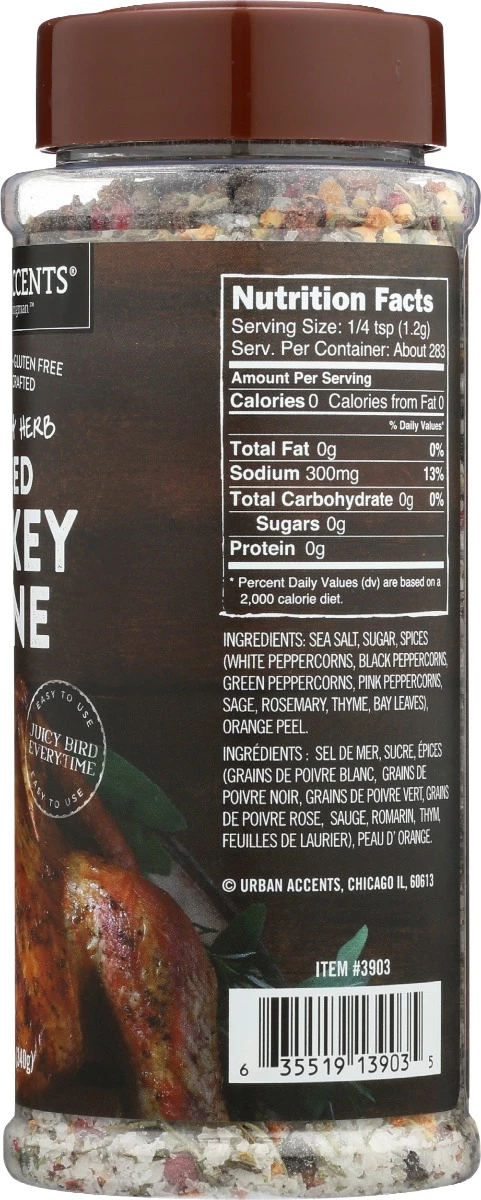 CCENTS®
-GLUTEN FREE
HERB
ED
KEY
NE
EASY TO USE
JUICY BIRD
EVERYTIME
EASY TO USE
(340g)
Nutrition Facts
Serving Size: 1/4 tsp (1.2g)
Serv. Per Container: About 283
Amount Per Serving
Calories 0 Calories from Fat 0
% Daily Values*
Total Fat 0g 0%
Sodium 300mg 13%
Total Carbohydrate 0g 0%
Sugars 0g
Protein 0g
* Percent Daily Values (dv) are based on a
2,000 calorie diet.
INGREDIENTS: SEA SALT, SUGAR, SPICES
(WHITE PEPPERCORNS, BLACK PEPPERCORNS,
GREEN PEPPERCORNS, PINK PEPPERCORNS,
SAGE, ROSEMARY, THYME, BAY LEAVES),
ORANGE PEEL.
INGRÉDIENTS : SEL DE MER, SUCRE, ÉPICES
(GRAINS DE POIVRE BLANC, GRAINS DE
POIVRE NOIR, GRAINS DE POIVRE VERT, GRAINS
DE POIVRE ROSE, SAUGE, ROMARIN, THYM,
FEUILLES DE LAURIER), PEAU D' ORANGE.
© URBAN ACCENTS, CHICAGO IL, 60613
ITEM #3903
6 35519 13903 5